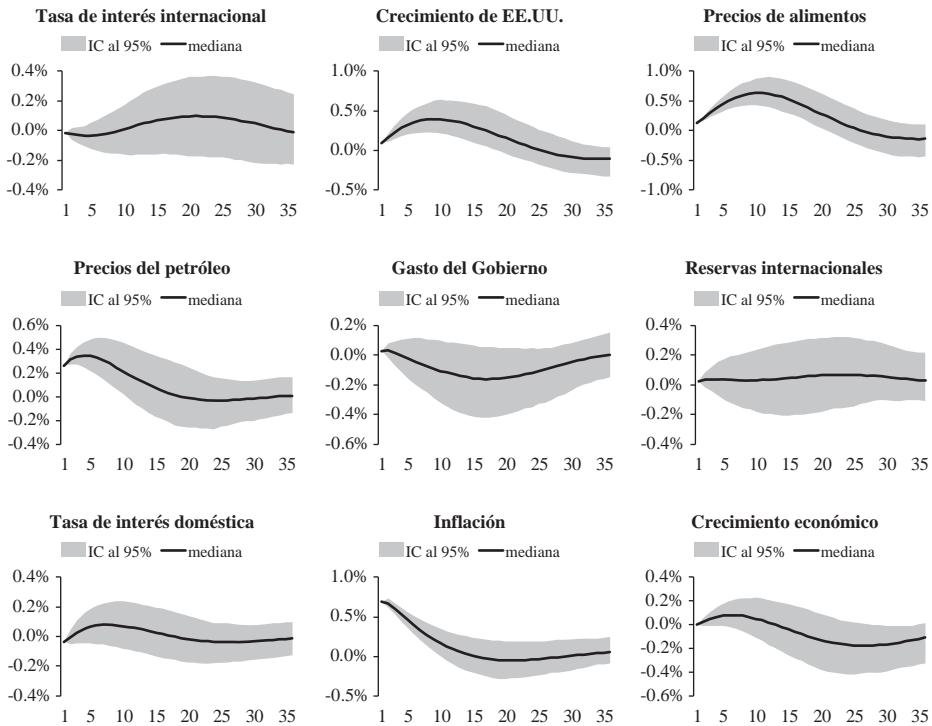 Tasa de interés internacional
IC al 95% mediana
0.4%
0.2%
0.0%
-0.2%
-0.4%
1 5 10 15 20 25 30 35
Crecimiento de EE.UU.
IC al 95% mediana
1.0%
0.5%
0.0%
-0.5%
1 5 10 15 20 25 30 35
Precios de alimentos
IC al 95% mediana
1.0%
0.5%
0.0%
-0.5%
-1.0%
1 5 10 15 20 25 30 35
Precios del petróleo
IC al 95% mediana
0.6%
0.4%
0.2%
0.0%
-0.2%
-0.4%
1 5 10 15 20 25 30 35
Gasto del Gobierno
IC al 95% mediana
0.2%
0.0%
-0.2%
-0.4%
-0.6%
1 5 10 15 20 25 30 35
Reservas internacionales
IC al 95% mediana
0.4%
0.2%
0.0%
-0.2%
-0.4%
1 5 10 15 20 25 30 35
Tasa de interés doméstica
IC al 95% mediana
0.4%
0.2%
0.0%
-0.2%
-0.4%
1 5 10 15 20 25 30 35
Inflación
IC al 95% mediana
1.0%
0.5%
0.0%
-0.5%
1 5 10 15 20 25 30 35
Crecimiento económico
IC al 95% mediana
0.4%
0.2%
0.0%
-0.2%
-0.4%
-0.6%
1 5 10 15 20 25 30 35